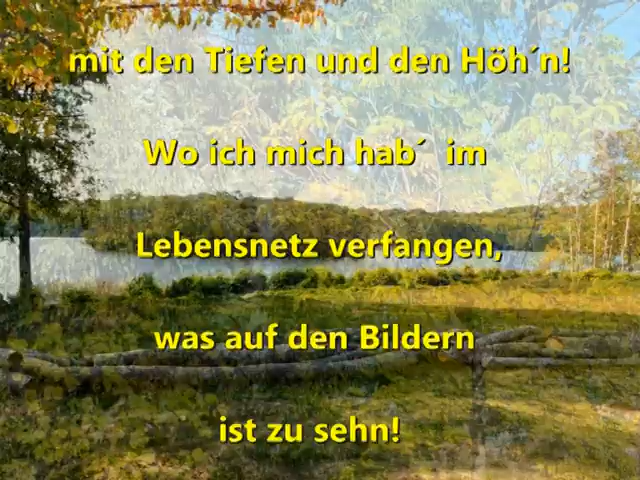 mit den Tiefen und den Höh´n!
Wo ich mich hab´ im
Lebensnetz verfangen,
was auf den Bildern
ist zu sehn!